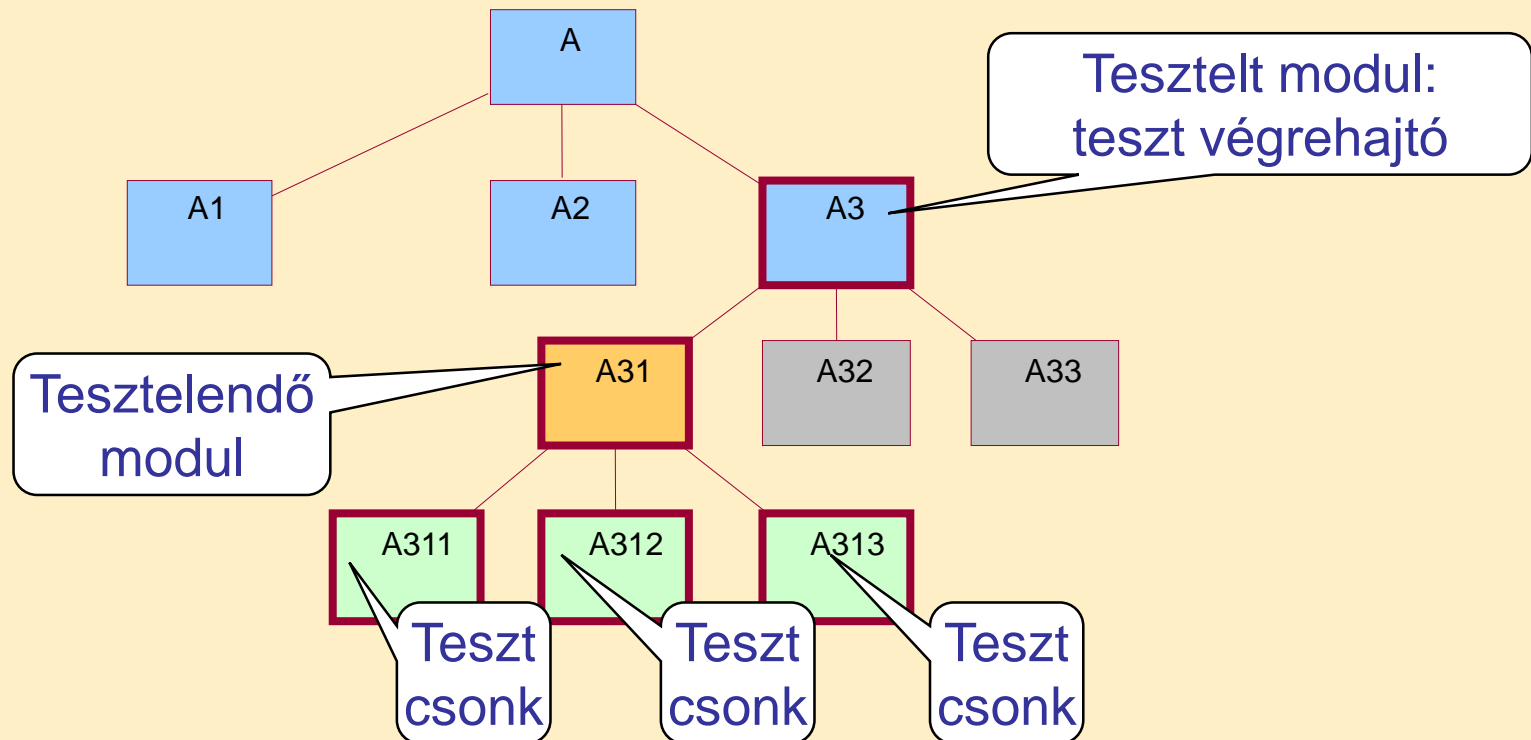 A
Tesztelt modul:
teszt végrehajtó
A1
A2
A3
Tesztelendő
modul
A31
A32
A33
A311
A312
A313
Teszt
csonk
Teszt
csonk
Teszt
csonk